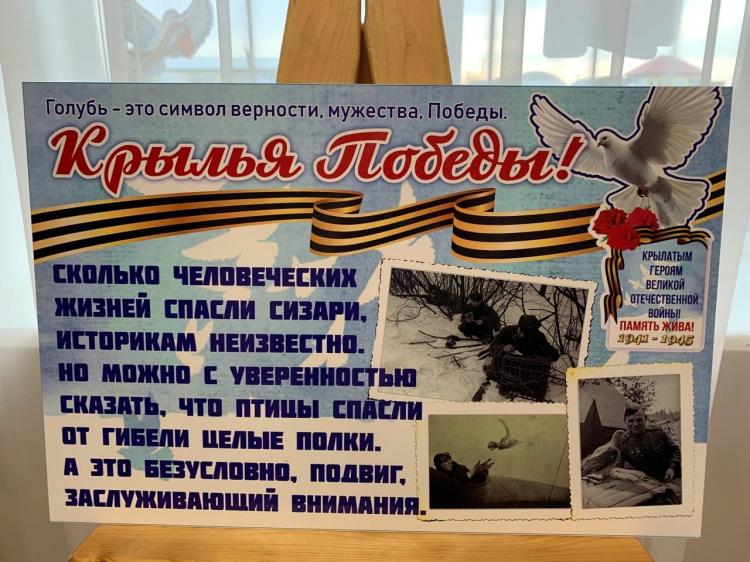 Голубь - это символ верности, мужества, Победы.
Крылья Победы!
СКОЛЬКО ЧЕЛОВЕЧЕСКИХ
ЖИЗНЕЙ СПАСЛИ СИЗАРИ,
ИСТОРИКАМ НЕИЗВЕСТНО.
НО МОЖНО С УВЕРЕННОСТЬЮ
СКАЗАТЬ, ЧТО ПТИЦЫ СПАСЛИ
ОТ ГИБЕЛИ ЦЕЛЫЕ ПОЛКИ.
А ЭТО БЕЗУСЛОВНО, ПОДВИГ,
ЗАСЛУЖИВАЮЩИЙ ВНИМАНИЯ.
КРЫЛАТЫМ
ГЕРОЯМ
ВЕЛИКОЙ
ОТЕЧЕСТВЕННОЙ
ВОЙНЫ!
ПАМЯТЬ ЖИВА!
1941 - 1945